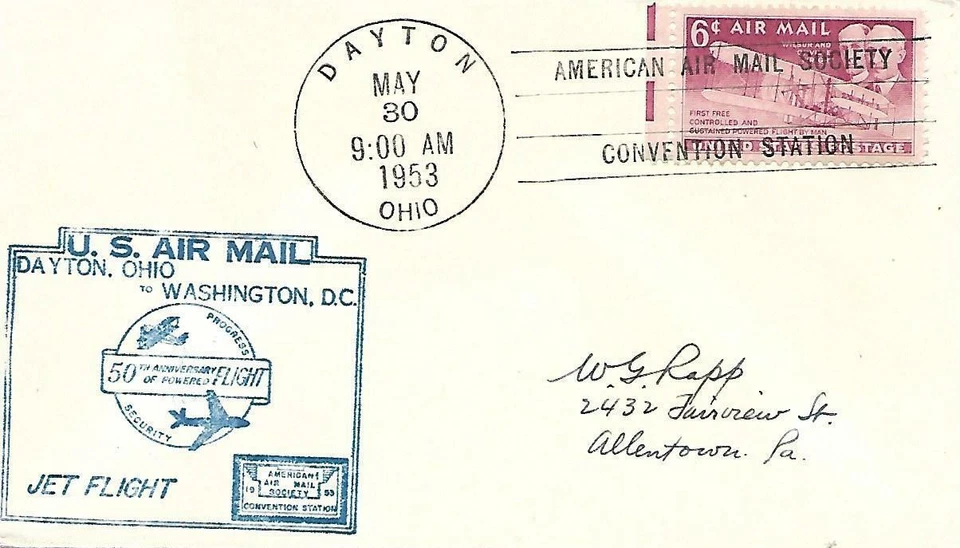 DAYTON
MAY
30
9:00 AM
1953
OHIO
AMERICAN AIR MAIL SOCIETY
CONVENTION STATION
6¢ AIR MAIL
WILBUR AND
FIRST FREE
CONTROLLED AND
SUSTAINED POWERED FLIGHT BY MAN
UNITED STATES POSTAGE
U. S. AIR MAIL
DAYTON, OHIO
TO WASHINGTON, D.C.
PROGRESS
50TH ANNIVERSARY
OF POWERED FLIGHT
SECURITY
JET FLIGHT
AMERICAN
AIR MAIL
19 SOCIETY 53
CONVENTION STATION
W. G. Rapp
2432 Fairview St.
Allentown. Pa.